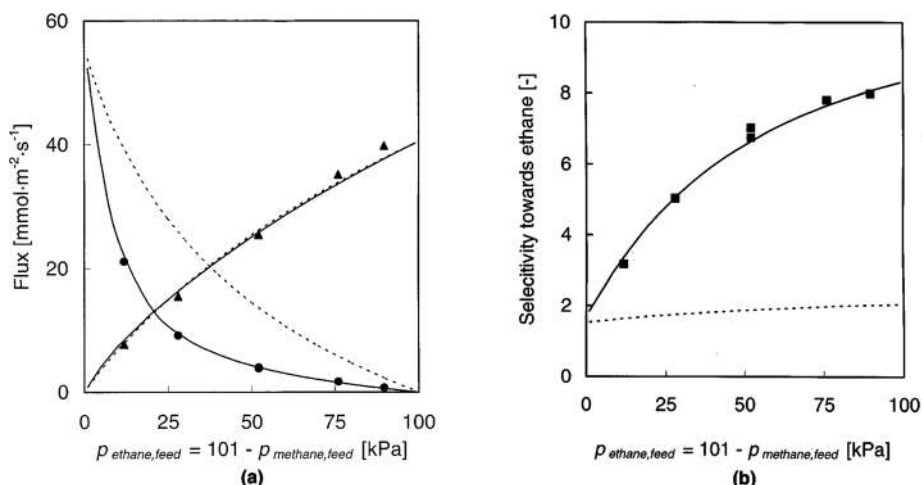 60
40
20
0
0 25 50 75 100
Flux [mmol·m-2·s-1]
p ethane,feed = 101 - p methane,feed [kPa]
(a)
10
8
6
4
2
0
0 25 50 75 100
Selecitivity towards ethane [-]
p ethane,feed = 101 - p methane,feed [kPa]
(b)